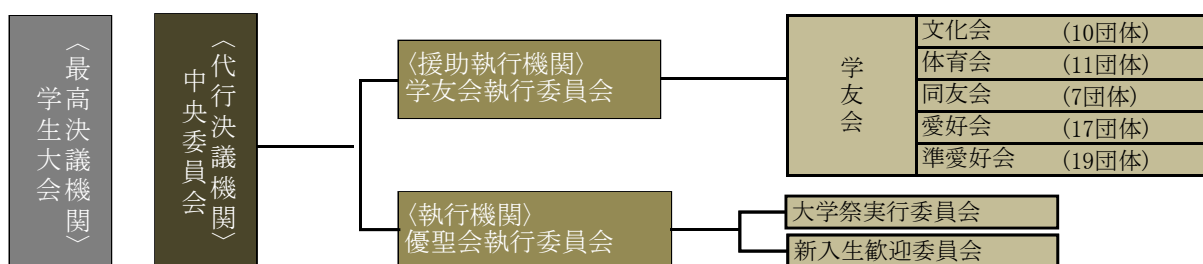 〈最高決議機関〉
学生大会
〈代行決議機関〉
中央委員会
〈援助執行機関〉
学友会執行委員会
学友会
文化会 (10団体)
体育会 (11団体)
同友会 (7団体)
愛好会 (17団体)
準愛好会 (19団体)
〈執行機関〉
優聖会執行委員会
大学祭実行委員会
新入生歓迎委員会